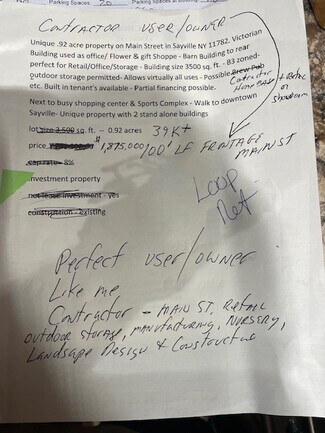 Parking Spaces 20
CONTRACTOR USER/OWNER
Unique .92 acre property on Main Street in Sayville NY 11782. Victorian
Building used as office/ Flower & gift Shoppe - Barn Building to rear
perfect for Retail/Office/Storage - Building size 3500 sq. ft. - B3 zoned-
outdoor storage permitted- Allows virtually all uses - Possible Brew Pub
Contractor
Home Base + Retail
or
Showroom
etc. Built in tenant's available - Partial financing possible.
Next to busy shopping center & Sports Complex - Walk to downtown
Sayville- Unique property with 2 stand alone buildings
lot size 3,500 sq. ft. – 0.92 acres 39K+
price 1,875,000 100' LF FRONTAGE
MAIN ST
cap rate- 8%
investment property
net lease investment - yes
construction - existing
Loop
Net
Perfect user/owner
Like me
Contractor - MAIN ST. Retail
outdoor storage, manufacturing, NURSERY,
Landscape Design & Construction